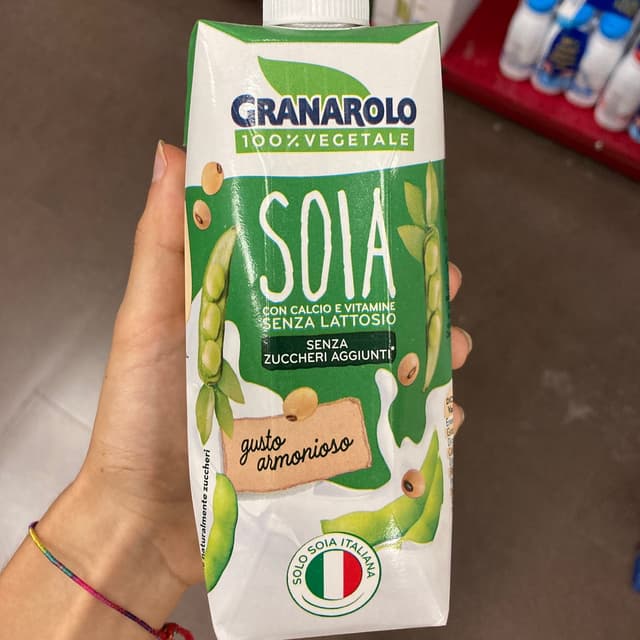 GRANAROLO
100% VEGETALE
SOIA
CON CALCIO E VITAMINE
SENZA LATTOSIO
SENZA
ZUCCHERI AGGIUNTI*
gusto
armonioso
naturalmente zuccheri
SOLO SOIA ITALIANA